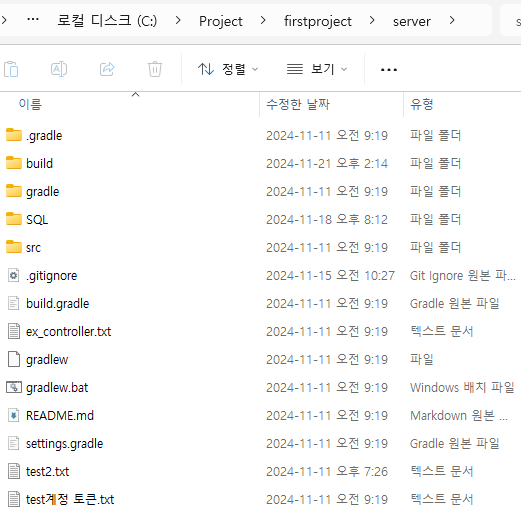 로컬 디스크 (C:) Project firstproject server s
정렬 보기
이름 수정한 날짜 유형
.gradle 2024-11-11 오전 9:19 파일 폴더
build 2024-11-21 오후 2:14 파일 폴더
gradle 2024-11-11 오전 9:19 파일 폴더
SQL 2024-11-18 오후 8:12 파일 폴더
src 2024-11-11 오전 9:19 파일 폴더
.gitignore 2024-11-15 오전 10:27 Git Ignore 원본 파...
build.gradle 2024-11-11 오전 9:19 Gradle 원본 파일
ex_controller.txt 2024-11-11 오전 9:19 텍스트 문서
gradlew 2024-11-11 오전 9:19 파일
gradlew.bat 2024-11-11 오전 9:19 Windows 배치 파일
README.md 2024-11-11 오전 9:19 Markdown 원본 ...
settings.gradle 2024-11-11 오전 9:19 Gradle 원본 파일
test2.txt 2024-11-11 오후 7:26 텍스트 문서
test계정 토큰.txt 2024-11-11 오전 9:19 텍스트 문서